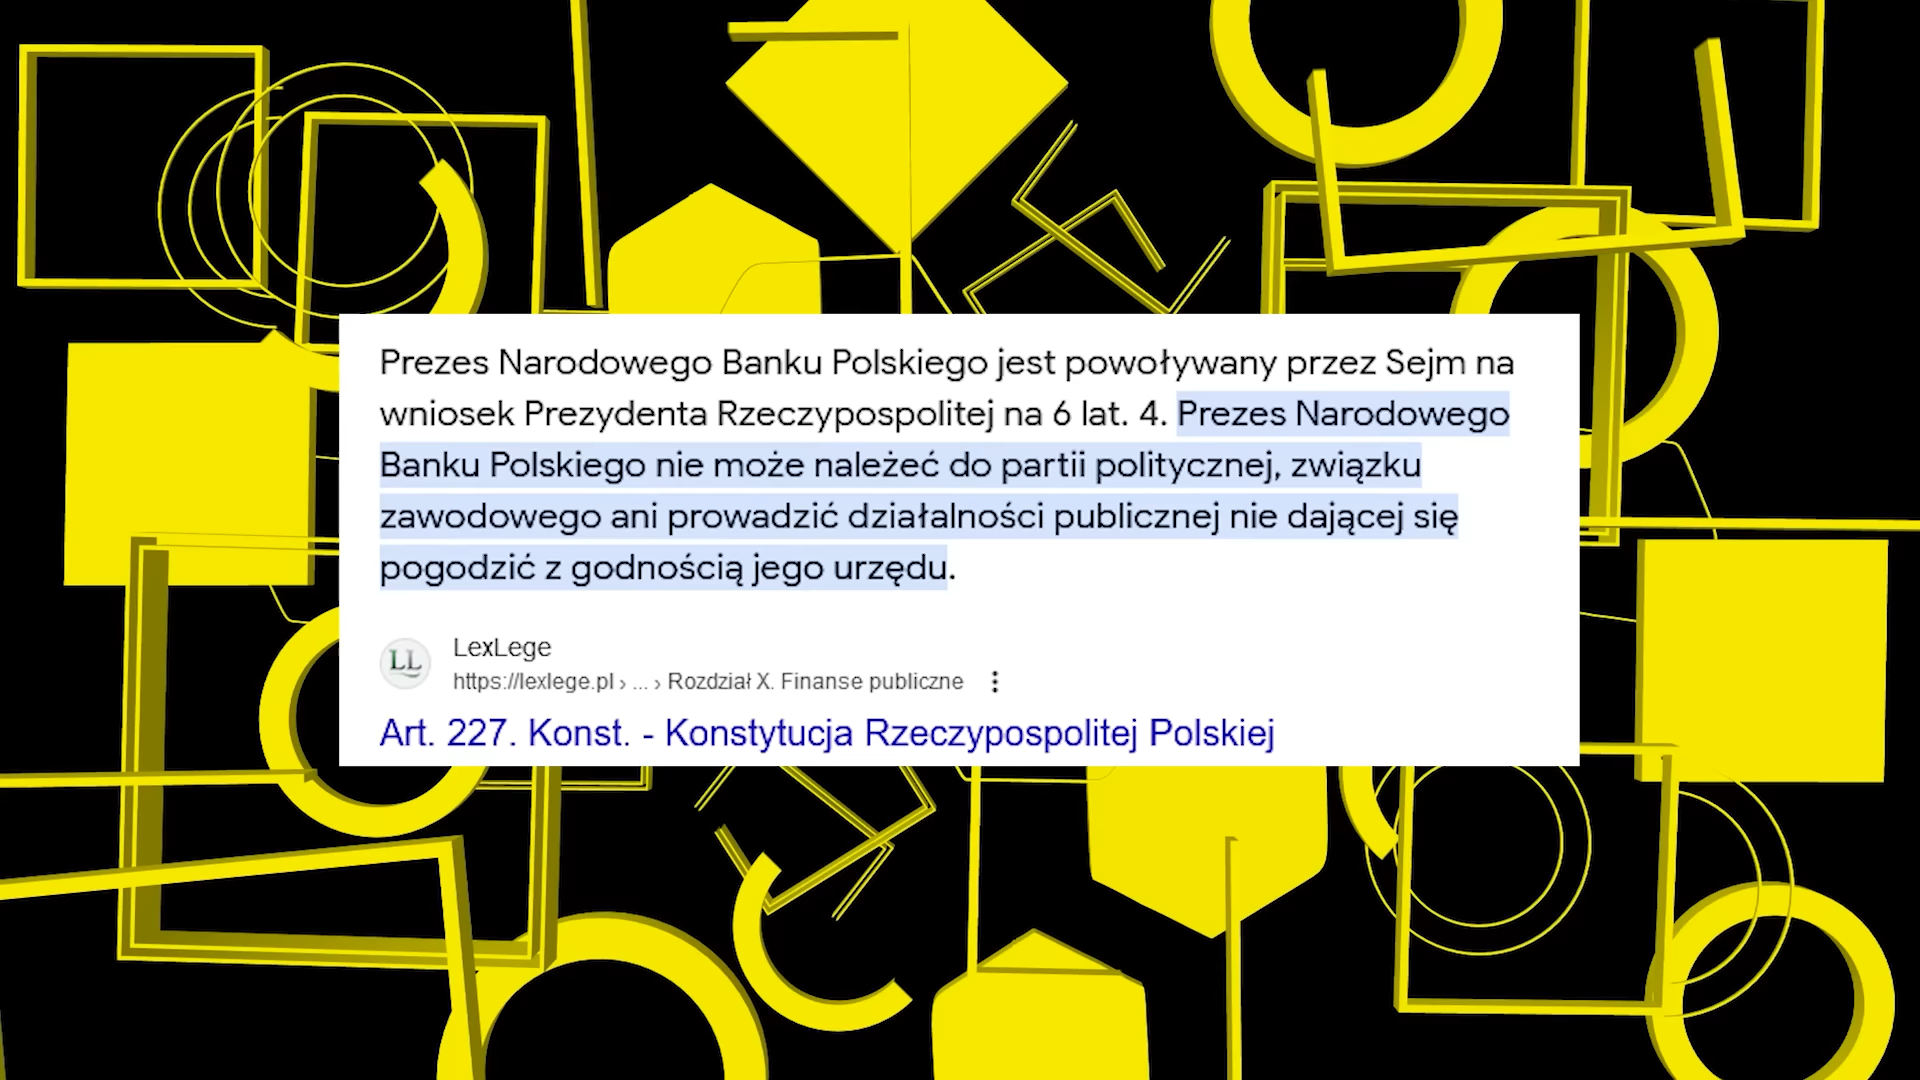 Prezes Narodowego Banku Polskiego jest powoływany przez Sejm na
wniosek Prezydenta Rzeczypospolitej na 6 lat. 4. Prezes Narodowego
Banku Polskiego nie może należeć do partii politycznej, związku
zawodowego ani prowadzić działalności publicznej nie dającej się
pogodzić z godnością jego urzędu.
LL
LexLege
https://lexlege.pl › ... › Rozdział X. Finanse publiczne
Art. 227. Konst. - Konstytucja Rzeczypospolitej Polskiej